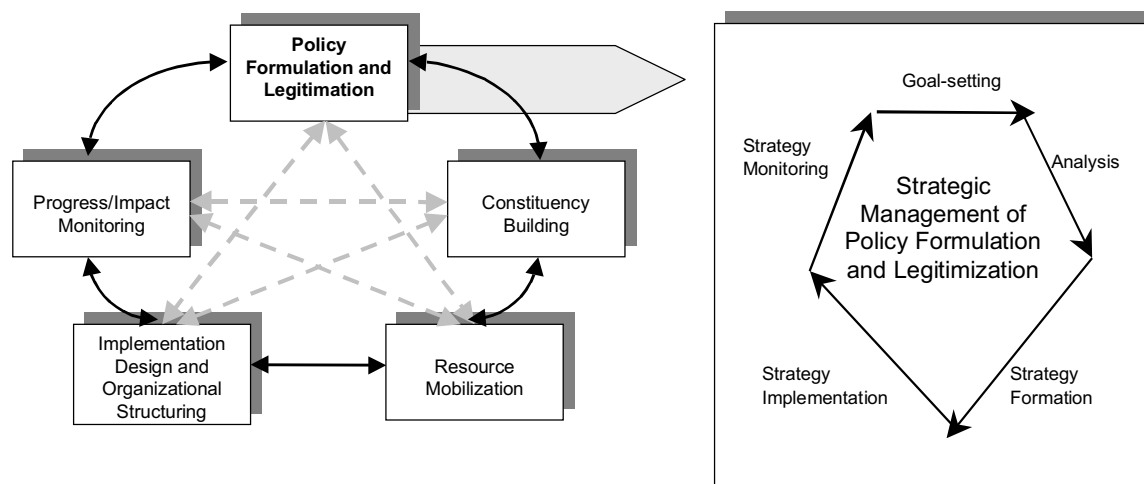 Policy
Formulation and
Legitimation
Progress/Impact
Monitoring
Constituency
Building
Implementation
Design and
Organizational
Structuring
Resource
Mobilization
Goal-setting
Strategy
Monitoring
Analysis
Strategic
Management of
Policy Formulation
and Legitimization
Strategy
Implementation
Strategy
Formation